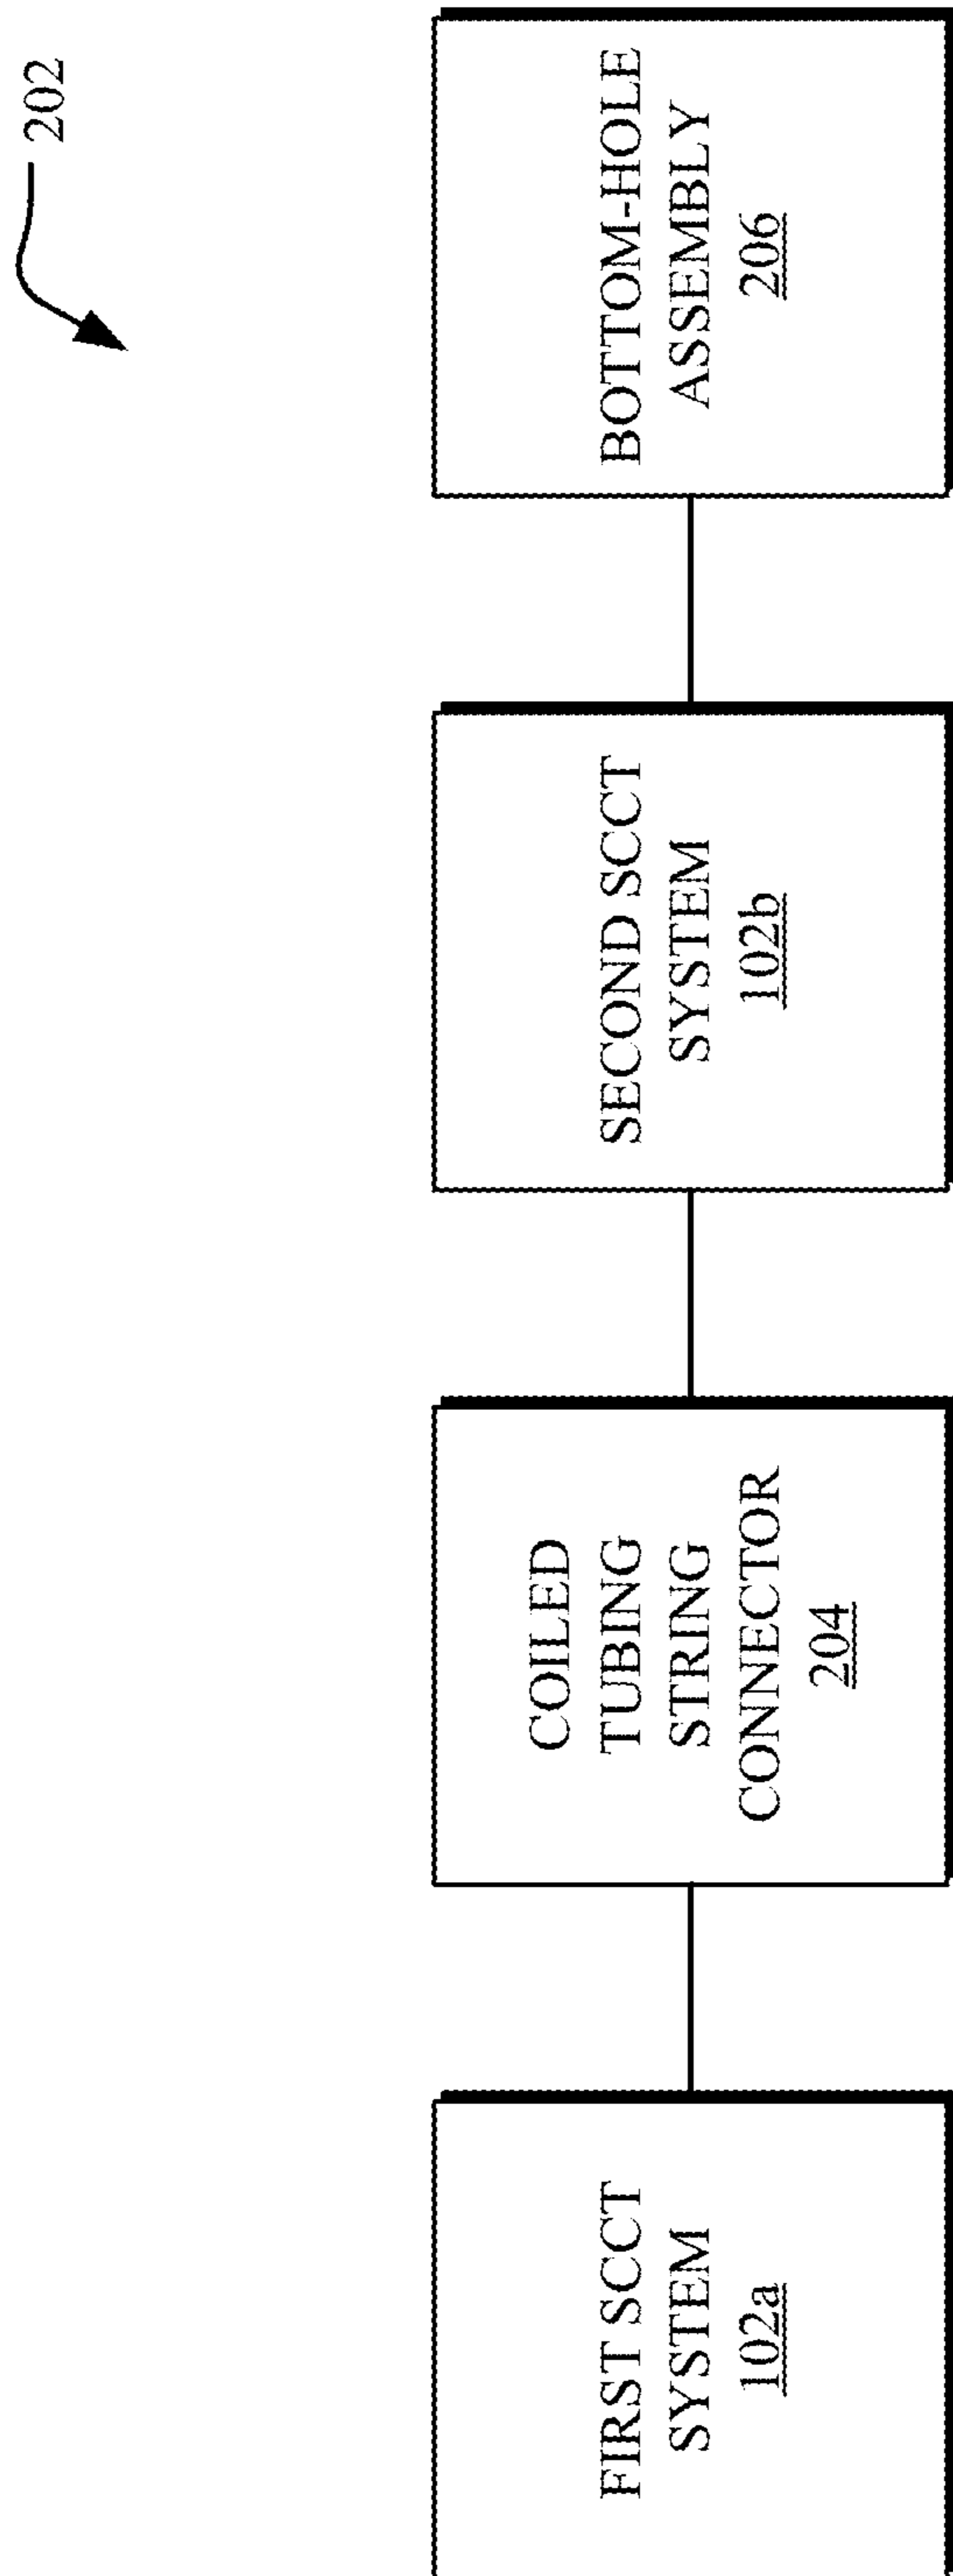 202
FIRST SCCT
SYSTEM
102a
COILED
TUBING
STRING
CONNECTOR
204
SECOND SCCT
SYSTEM
102b
BOTTOM-HOLE
ASSEMBLY
206